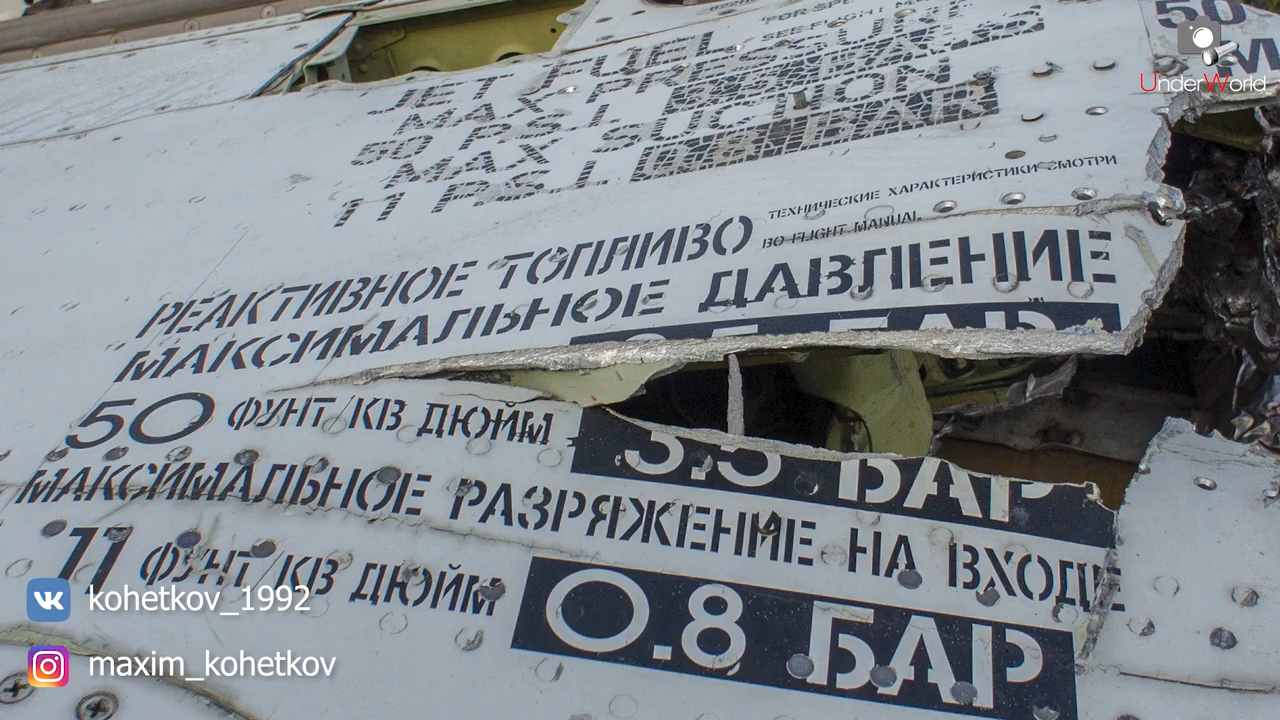 50
UnderWorld
JET FUEL
MAX PRESSURE
50 P.S.I.
MAX SUCTION
11 P.S.I.
ТЕХНИЧЕСКИЕ ХАРАКТЕРИСТИКИ СМОТРИ
ВО FLIGHT MANUAL
РЕАКТИВНОЕ ТОПЛИВО
МАКСИМАЛЬНОЕ ДАВЛЕНИЕ
50 ФУНТ/КВ ДЮЙМ 3.5 БАР
МАКСИМАЛЬНОЕ РАЗРЯЖЕНИЕ НА ВХОДЕ
11 ФУНТ/КВ ДЮЙМ 0.8 БАР
kohetkov_1992
maxim_kohetkov